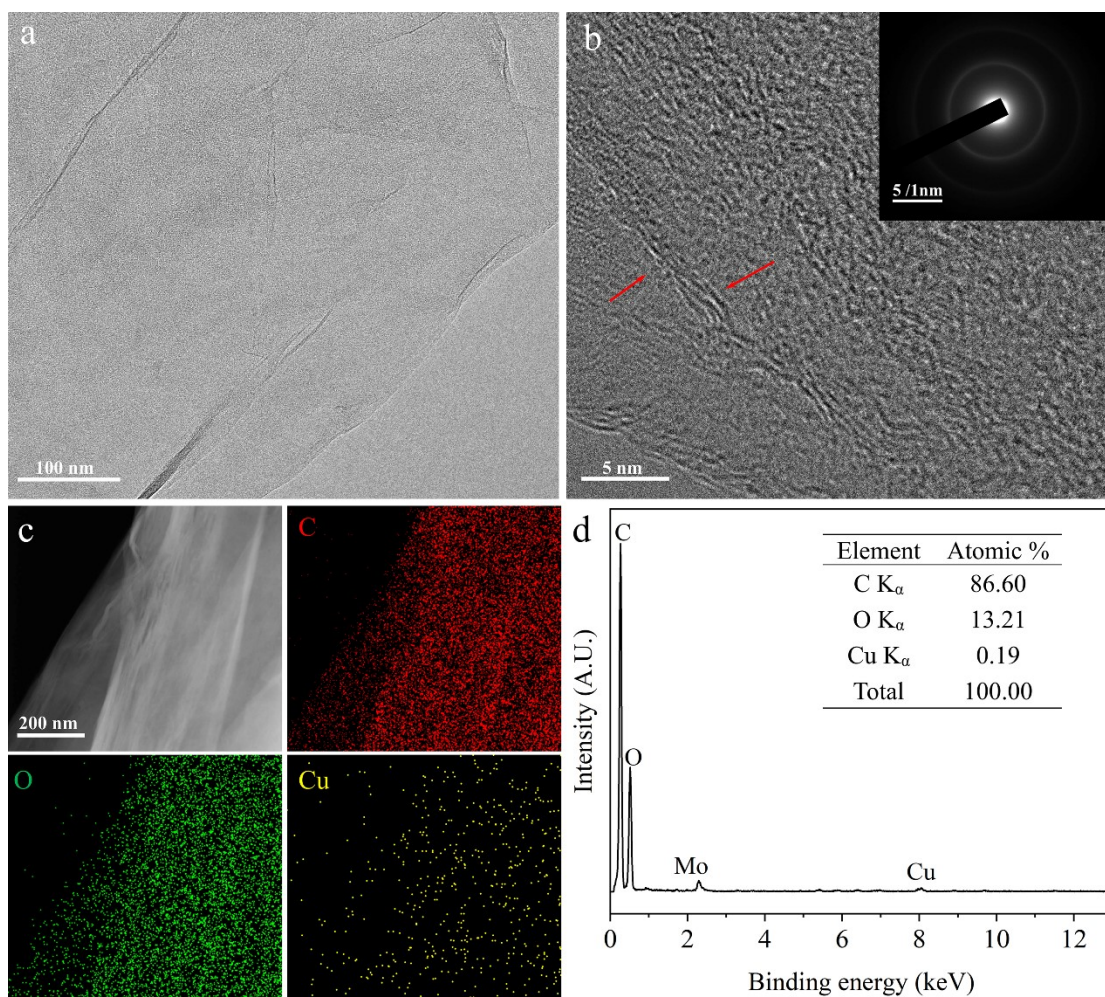 a
100 nm
b
5 /1nm
5 nm
c
200 nm
C
O
Cu
d
C
O
Mo
Cu
Element Atomic %
C Kα 86.60
O Kα 13.21
Cu Kα 0.19
Total 100.00
Intensity (A.U.)
0 2 4 6 8 10 12
Binding energy (keV)